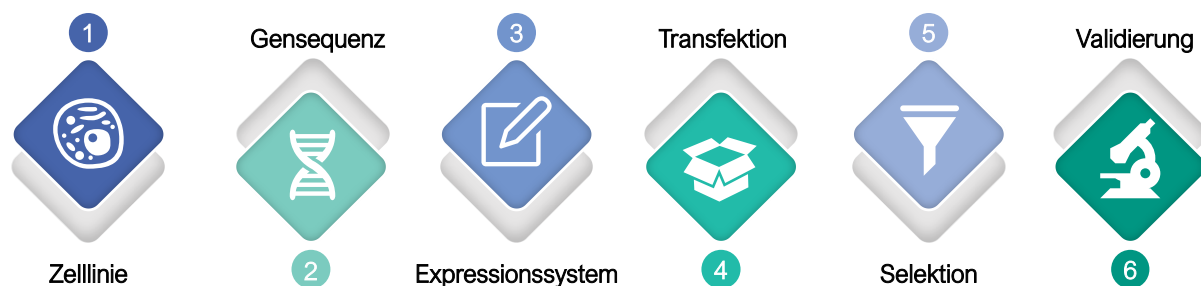 1
Zelllinie
Gensequenz
2
3
Expressionssystem
Transfektion
4
5
Selektion
Validierung
6